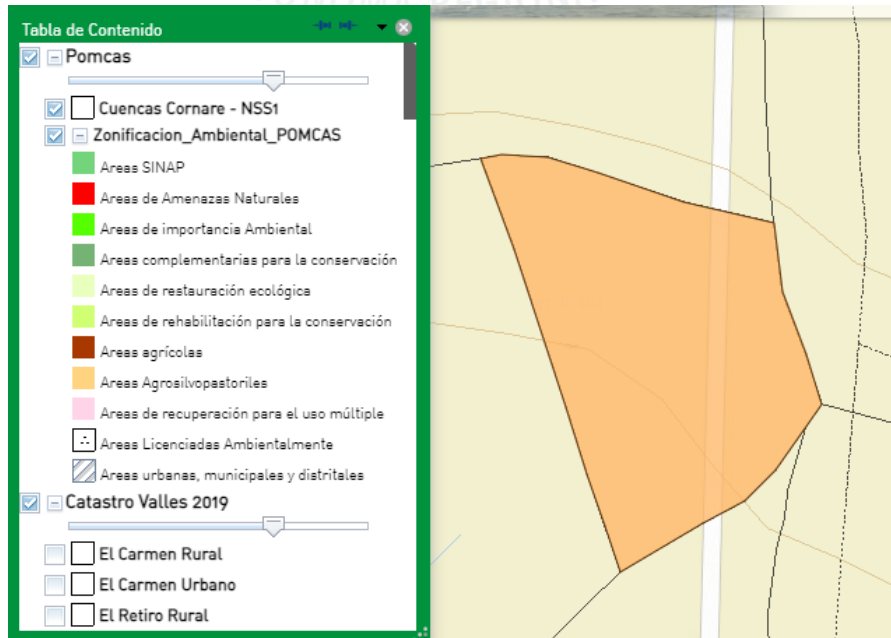 Tabla de Contenido
Pomcas
Cuencas Cornare - NSS1
Zonificacion_Ambiental_POMCAS
Areas SINAP
Areas de Amenazas Naturales
Areas de importancia Ambiental
Areas complementarias para la conservación
Areas de restauración ecológica
Areas de rehabilitación para la conservación
Areas agrícolas
Areas Agrosilvopastoriles
Areas de recuperación para el uso múltiple
Areas Licenciadas Ambientalmente
Areas urbanas, municipales y distritales
Catastro Valles 2019
El Carmen Rural
El Carmen Urbano
El Retiro Rural